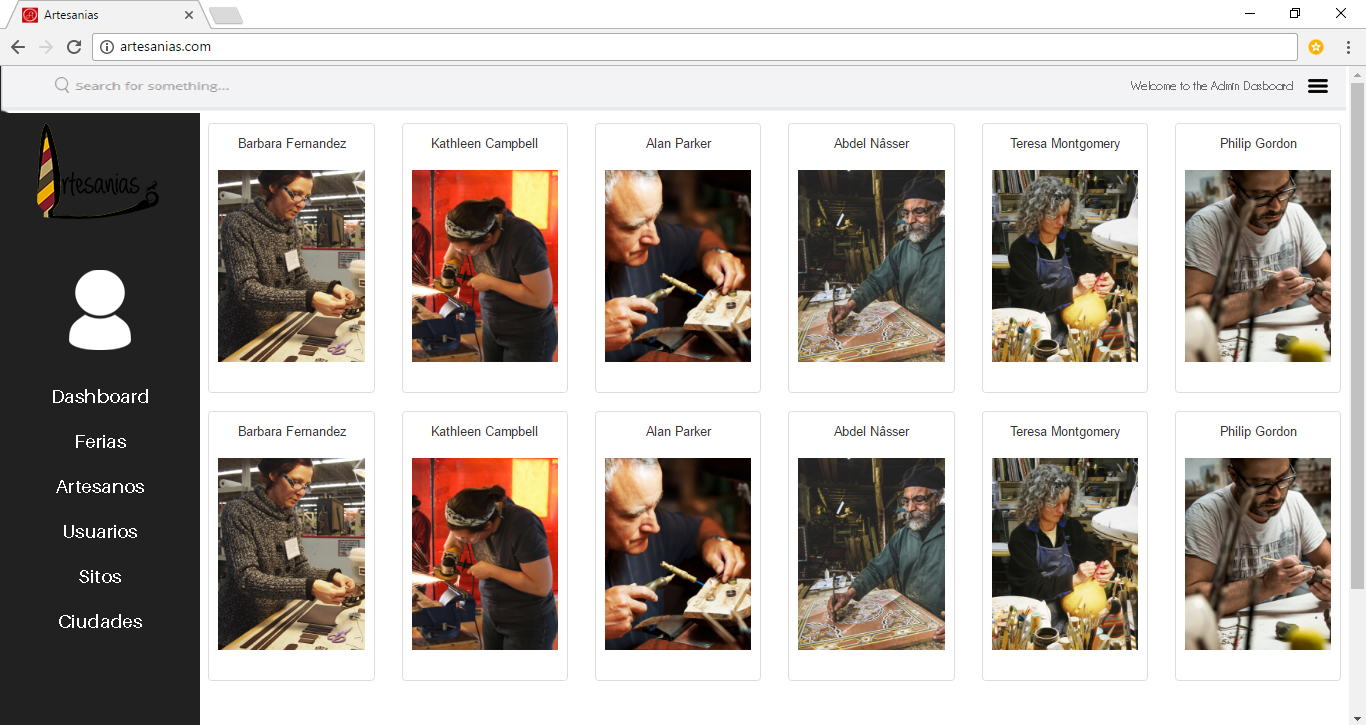 Artesanias
artesanias.com
Search for something...
Welcome to the Admin Dasboard
rtesanias
Dashboard
Ferias
Artesanos
Usuarios
Sitos
Ciudades
Barbara Fernandez
Kathleen Campbell
Alan Parker
Abdel Nâsser
Teresa Montgomery
Philip Gordon
Barbara Fernandez
Kathleen Campbell
Alan Parker
Abdel Nâsser
Teresa Montgomery
Philip Gordon